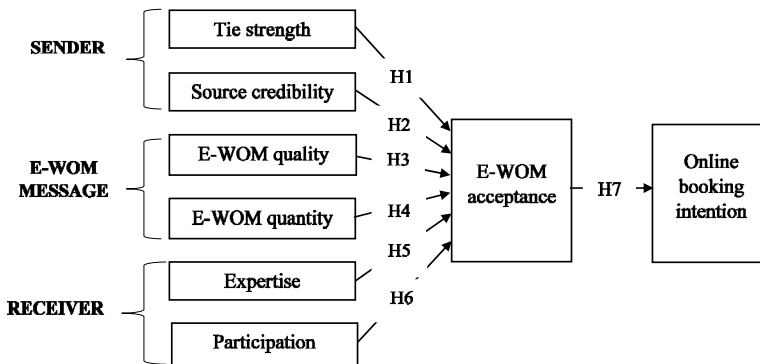 SENDER
Tie strength
Source credibility
E-WOM
MESSAGE
E-WOM quality
E-WOM quantity
RECEIVER
Expertise
Participation
H1
H2
H3
H4
H5
H6
E-WOM
acceptance
H7
Online
booking
intention